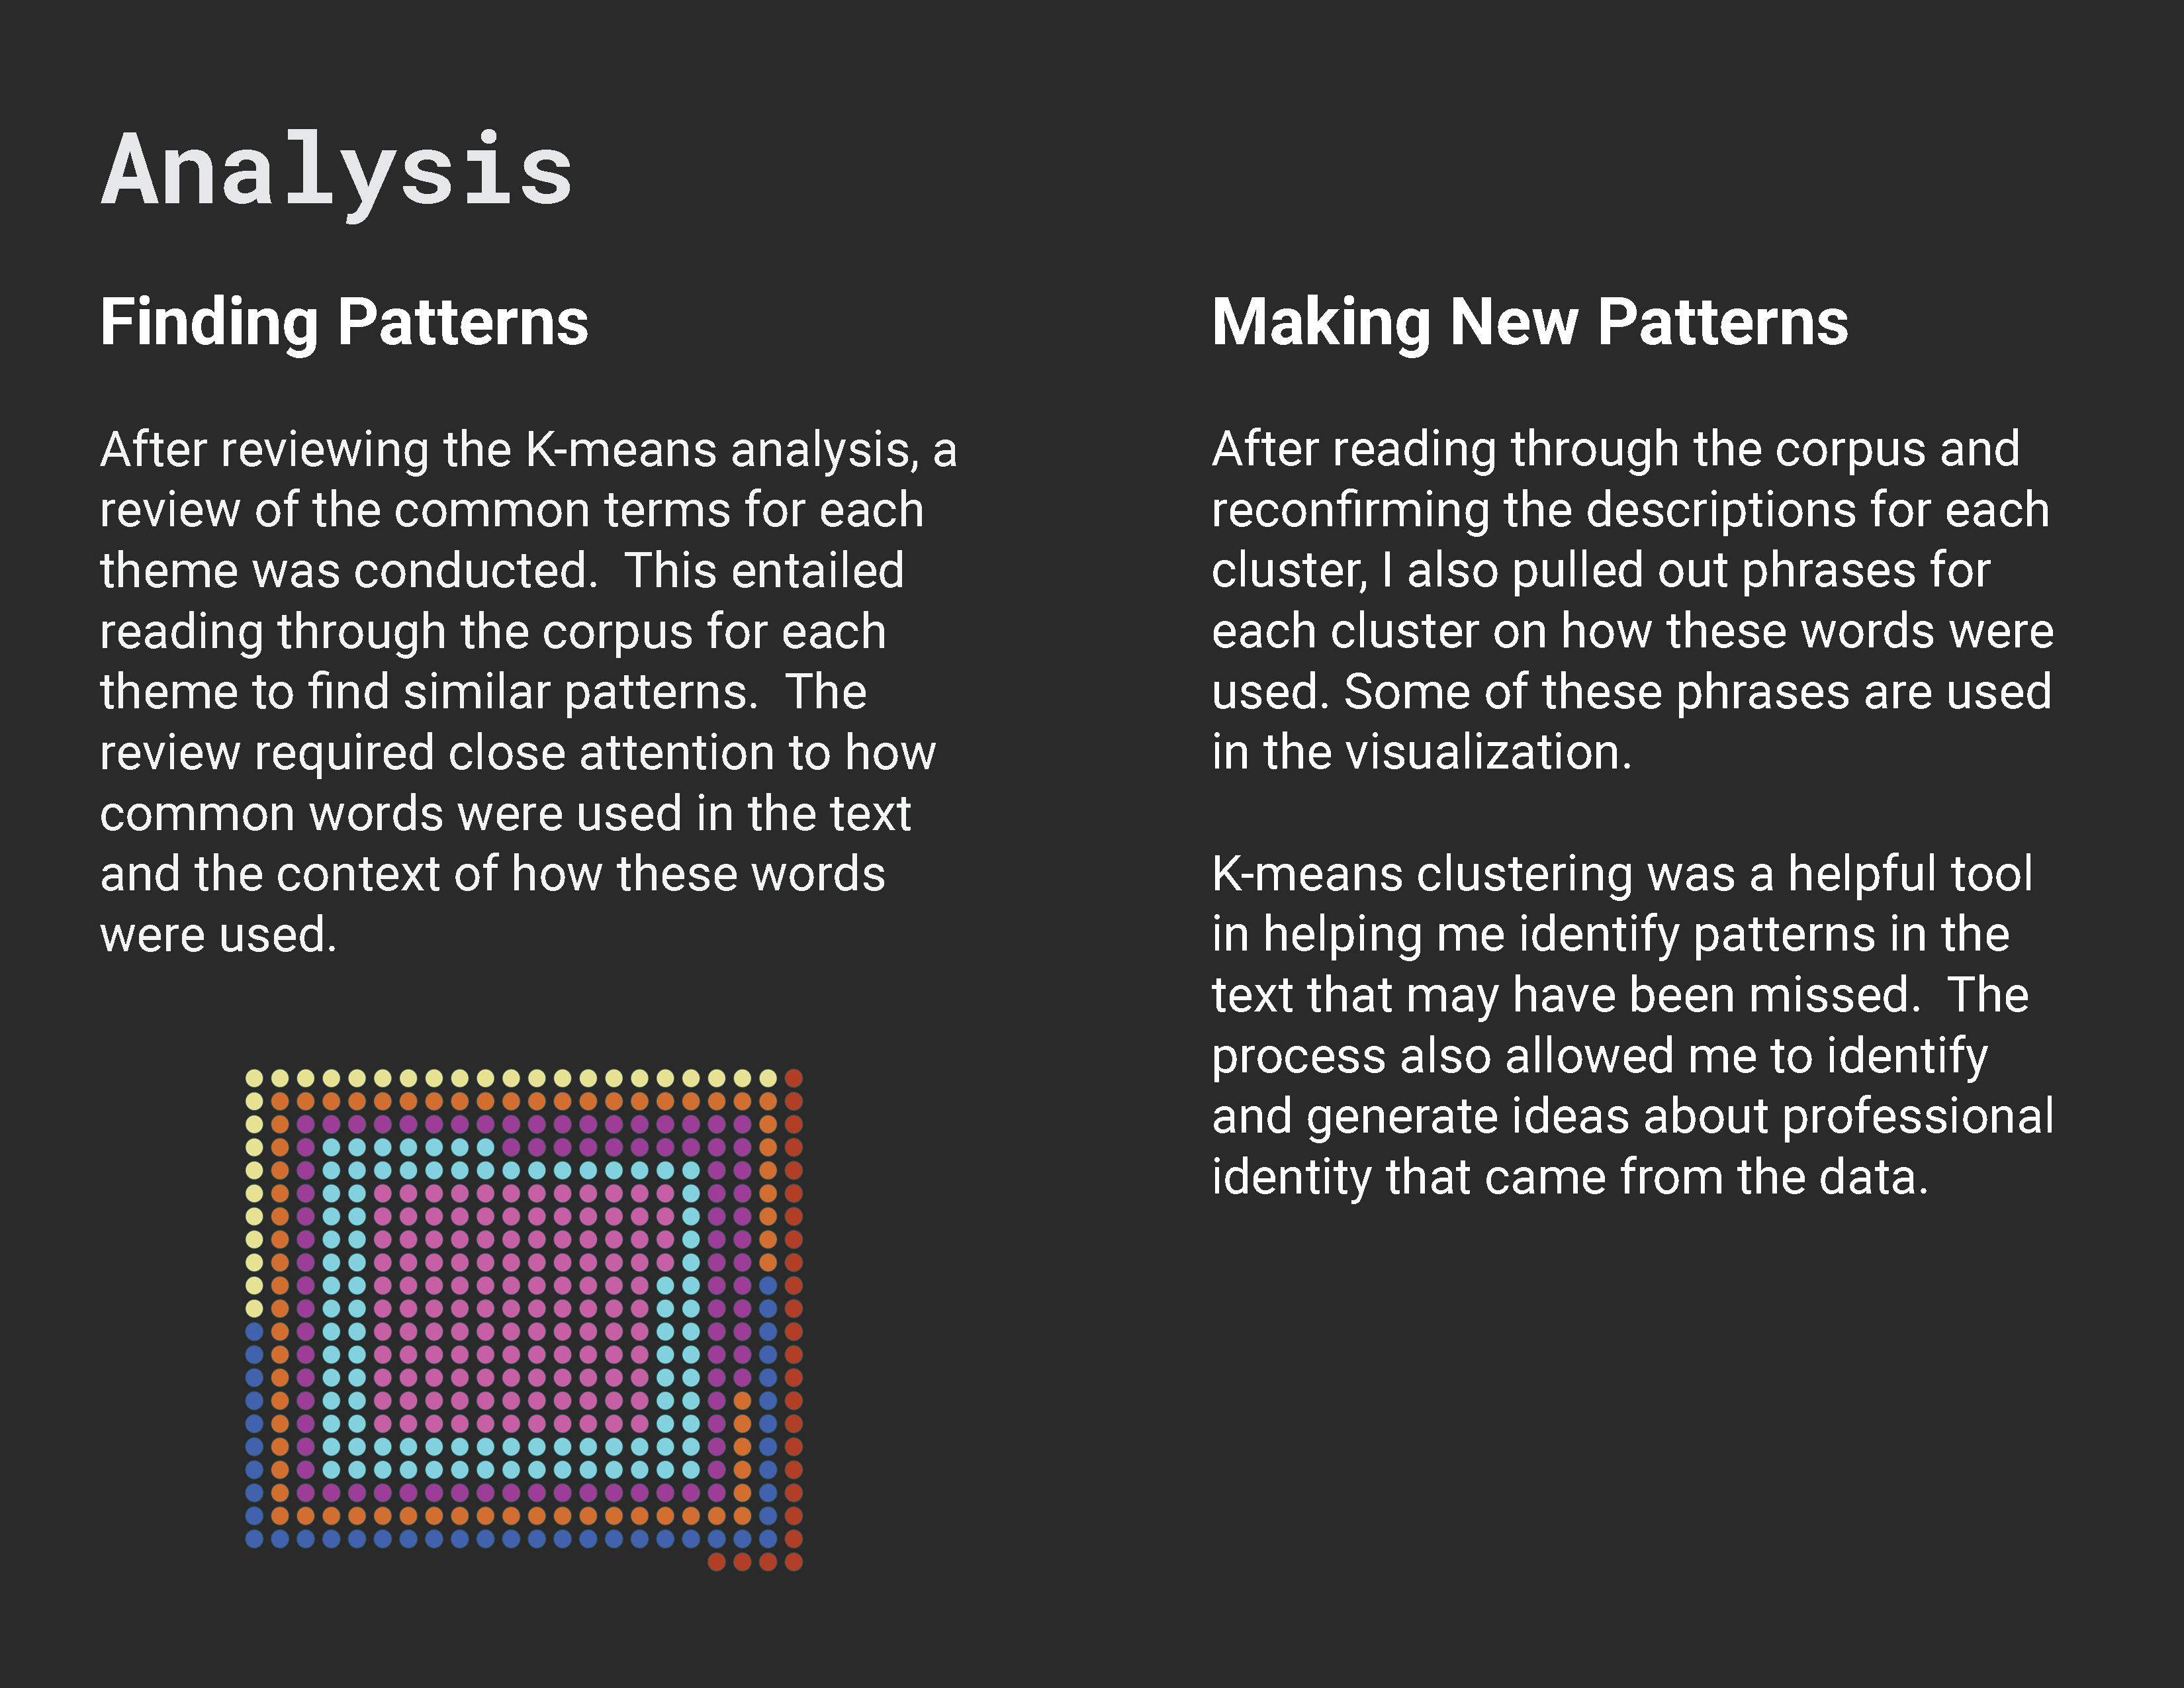 Analysis
Finding Patterns
After reviewing the K-means analysis, a
review of the common terms for each
theme was conducted.  This entailed
reading through the corpus for each
theme to find similar patterns.  The
review required close attention to how
common words were used in the text
and the context of how these words
were used.
Making New Patterns
After reading through the corpus and
reconfirming the descriptions for each
cluster, I also pulled out phrases for
each cluster on how these words were
used. Some of these phrases are used
in the visualization.
K-means clustering was a helpful tool
in helping me identify patterns in the
text that may have been missed.  The
process also allowed me to identify
and generate ideas about professional
identity that came from the data.